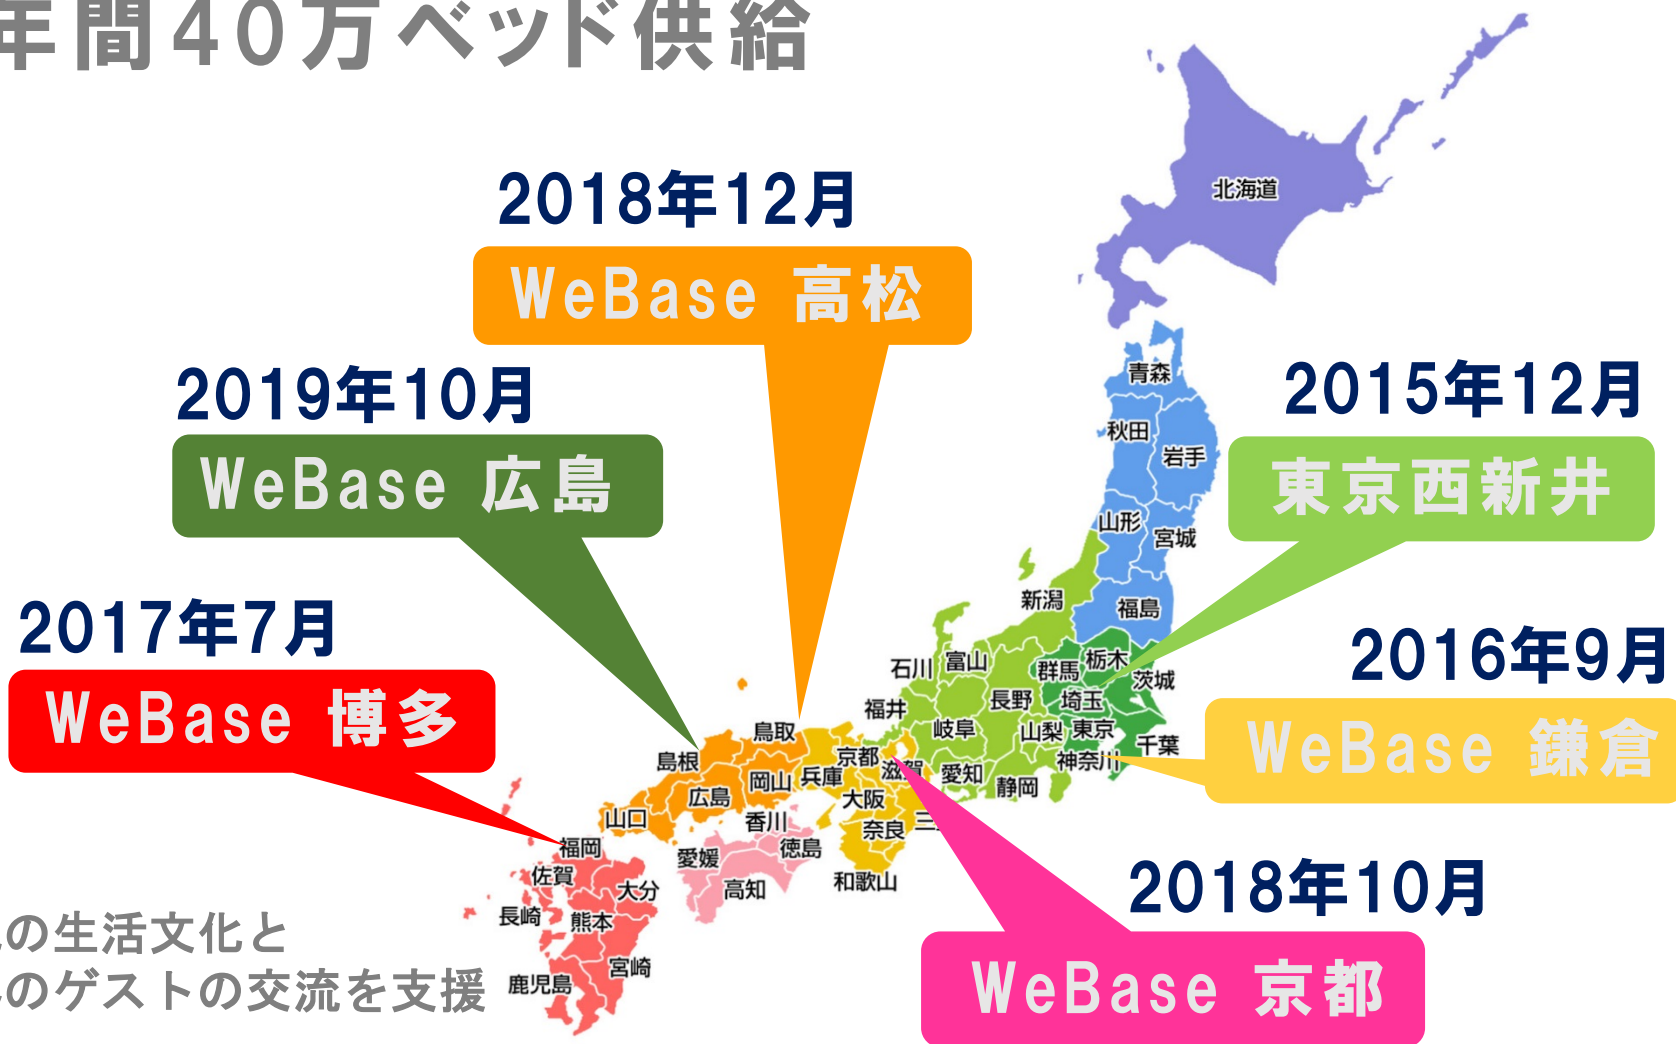 年間40万ベッド供給
2018年12月
WeBase 高松
2019年10月
WeBase 広島
2017年7月
WeBase 博多
2015年12月
東京西新井
2016年9月
WeBase 鎌倉
2018年10月
WeBase 京都
の生活文化と
のゲストの交流を支援
北海道
青森
秋田
岩手
山形
宮城
新潟
福島
石川
富山
群馬
栃木
茨城
長野
埼玉
福井
岐阜
山梨
東京
千葉
神奈川
鳥取
京都
滋賀
愛知
静岡
島根
岡山
兵庫
広島
大阪
山口
香川
奈良
三
福岡
愛媛
徳島
高知
和歌山
佐賀
大分
長崎
熊本
宮崎
鹿児島